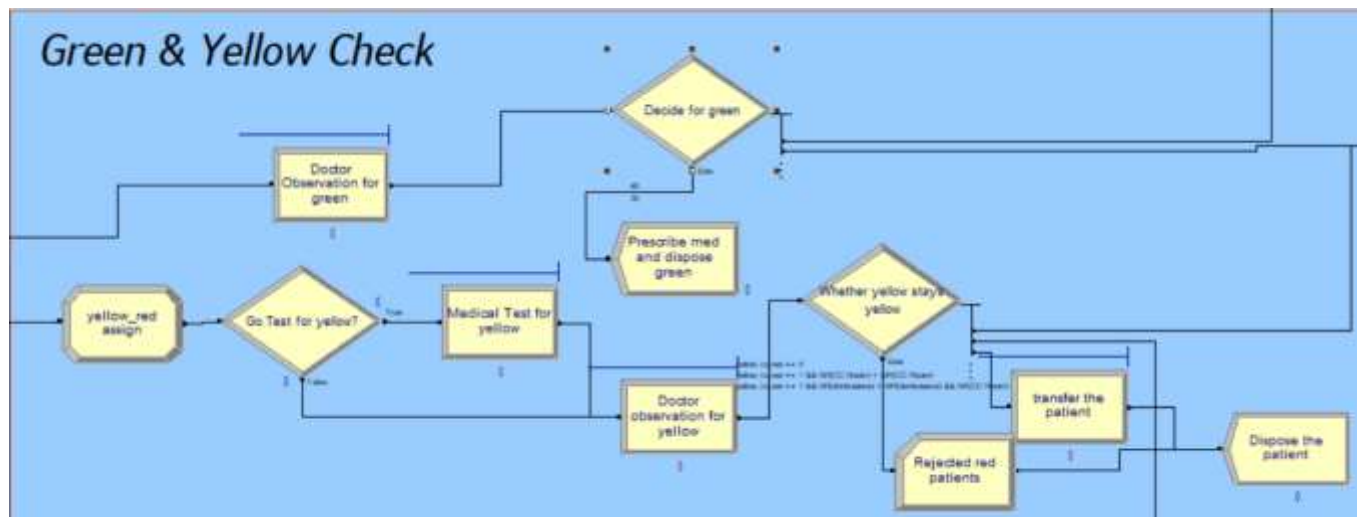 Green & Yellow Check
Decide for green
Doctor
Observation for
green
Else
Prescribe med
and dispose
green
Whether yellow stays
yellow
yellow_red
assign
Go Test for yellow?
True
Medical Test for
yellow
False
Else
Doctor
observation for
yellow
transfer the
patient
Rejected red
patients
Dispose the
patient